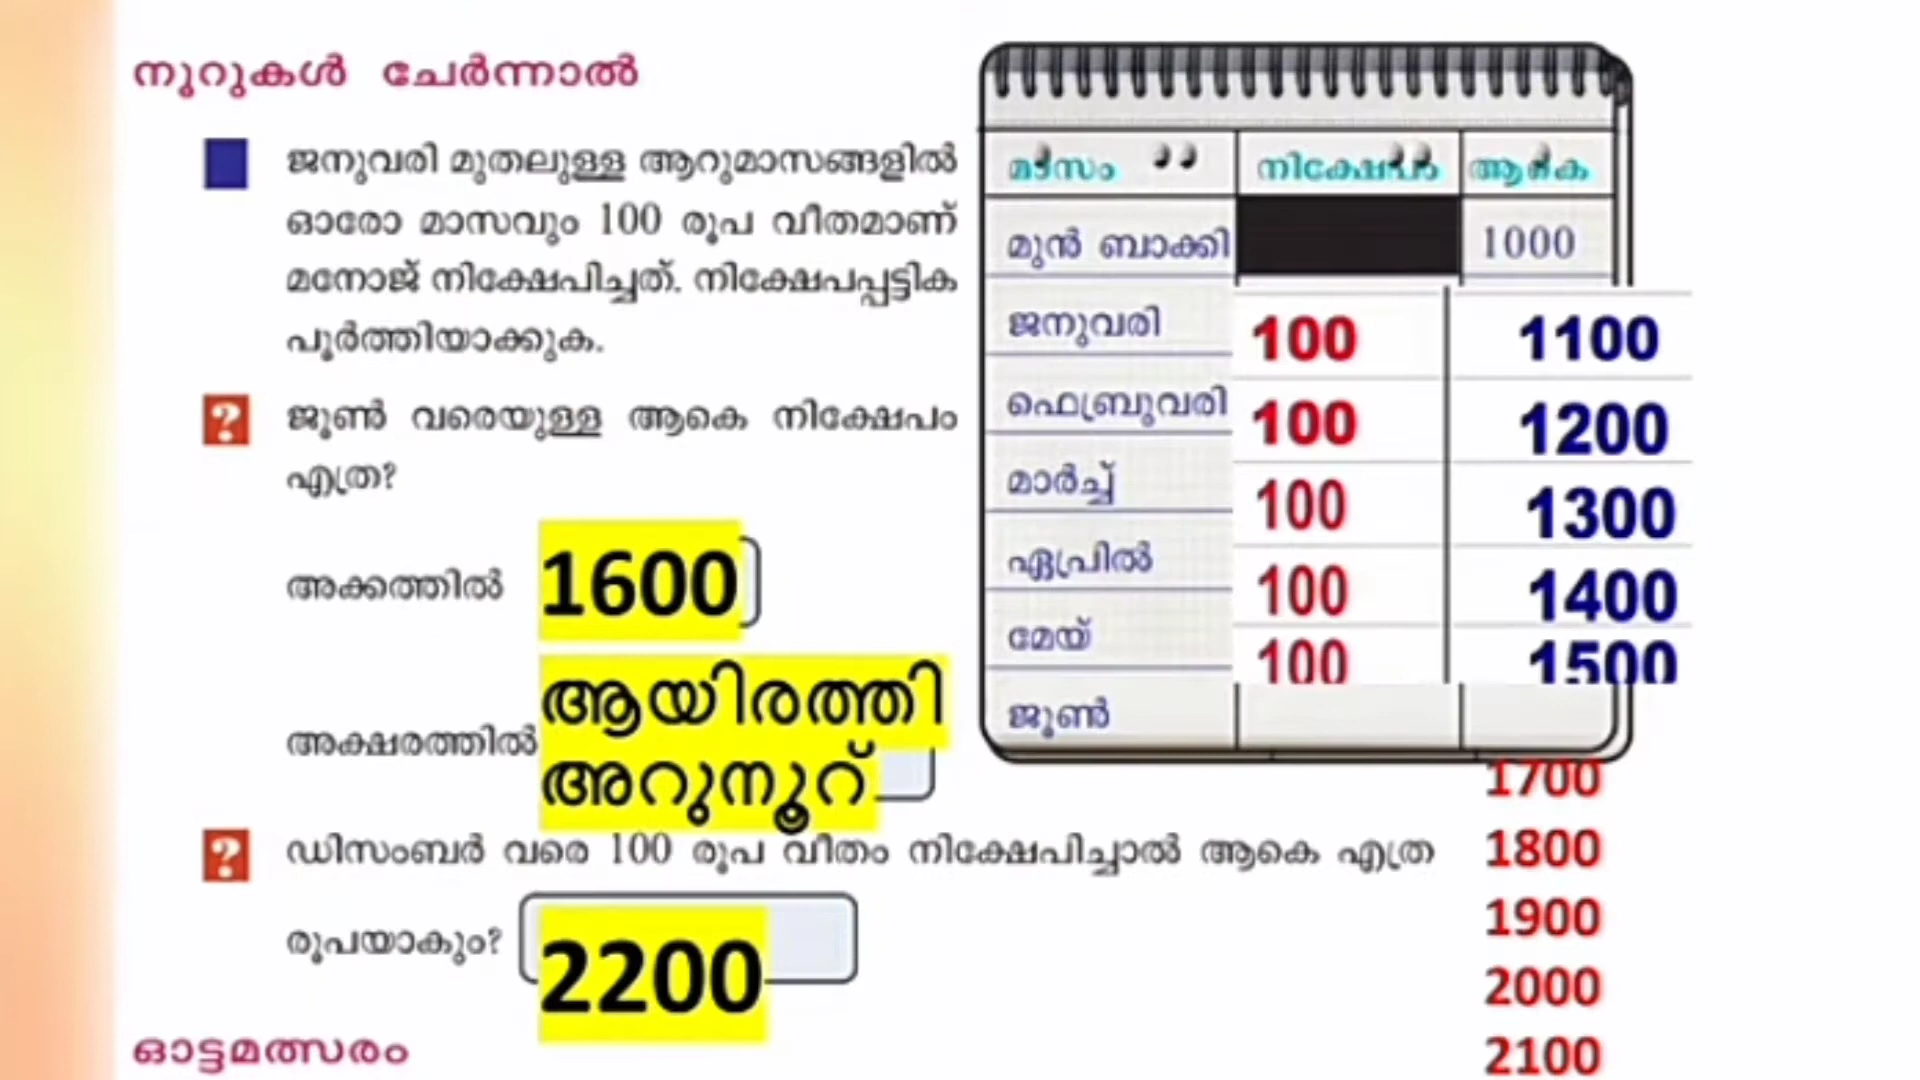 നൂറുകൾ ചേർന്നാൽ
ജനുവരി മുതലുള്ള ആറുമാസങ്ങളിൽ
ഓരോ മാസവും 100 രൂപ വീതമാണ്
മനോജ് നിക്ഷേപിച്ചത്. നിക്ഷേപപ്പട്ടിക
പൂർത്തിയാക്കുക.
? ജൂൺ വരെയുള്ള ആകെ നിക്ഷേപം
എത്ര?
അക്കത്തിൽ 1600
അക്ഷരത്തിൽ ആയിരത്തി
അറുനൂറ്
? ഡിസംബർ വരെ 100 രൂപ വീതം നിക്ഷേപിച്ചാൽ ആകെ എത്ര
രൂപയാകും? 2200
ഓട്ടമത്സരം
മാസം നിക്ഷേപം ആകെ
മുൻ ബാക്കി 1000
ജനുവരി 100 1100
ഫെബ്രുവരി 100 1200
മാർച്ച് 100 1300
ഏപ്രിൽ 100 1400
മേയ് 100 1500
ജൂൺ
1700
1800
1900
2000
2100